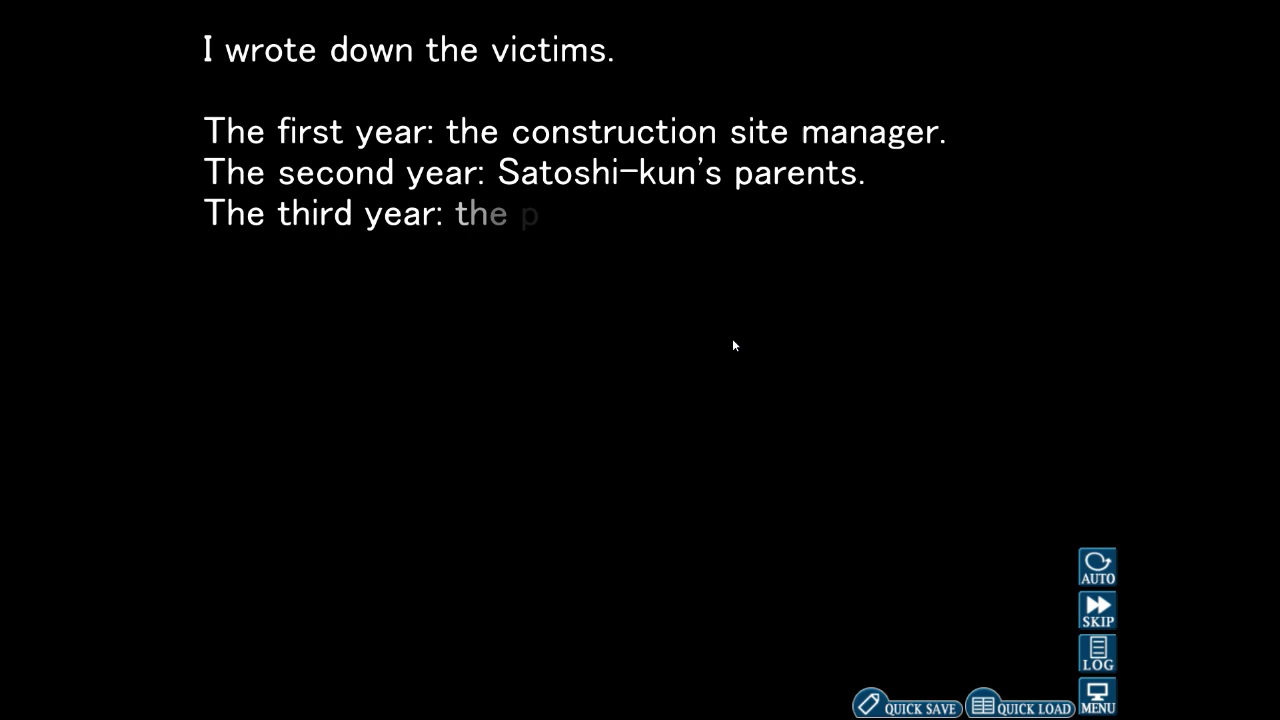 I wrote down the victims.
The first year: the construction site manager.
The second year: Satoshi-kun's parents.
The third year: the p
AUTO
SKIP
LOG
MENU
QUICK SAVE
QUICK LOAD